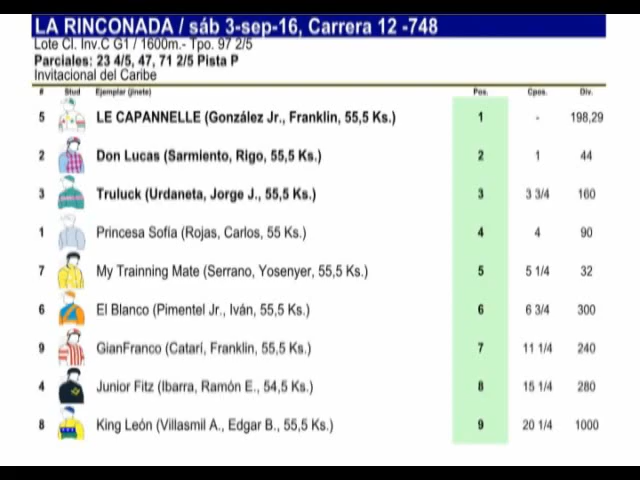 LA RINCONADA / sáb 3-sep-16, Carrera 12 -748
Lote Cl. Inv.C G1 / 1600m.- Tpo. 97 2/5
Parciales: 23 4/5, 47, 71 2/5 Pista P
Invitacional del Caribe
# Stud Ejemplar (jinete) Pos. Cpos. Div.
5 LE CAPANNELLE (González Jr., Franklin, 55,5 Ks.) 1 - 198,29
2 Don Lucas (Sarmiento, Rigo, 55,5 Ks.) 2 1 44
3 Truluck (Urdaneta, Jorge J., 55,5 Ks.) 3 3 3/4 160
1 Princesa Sofía (Rojas, Carlos, 55 Ks.) 4 4 90
7 My Trainning Mate (Serrano, Yosenyer, 55,5 Ks.) 5 5 1/4 32
6 El Blanco (Pimentel Jr., Iván, 55,5 Ks.) 6 6 3/4 300
9 GianFranco (Catarí, Franklin, 55,5 Ks.) 7 11 1/4 240
4 Junior Fitz (Ibarra, Ramón E., 54,5 Ks.) 8 15 1/4 280
8 King León (Villasmil A., Edgar B., 55,5 Ks.) 9 20 1/4 1000